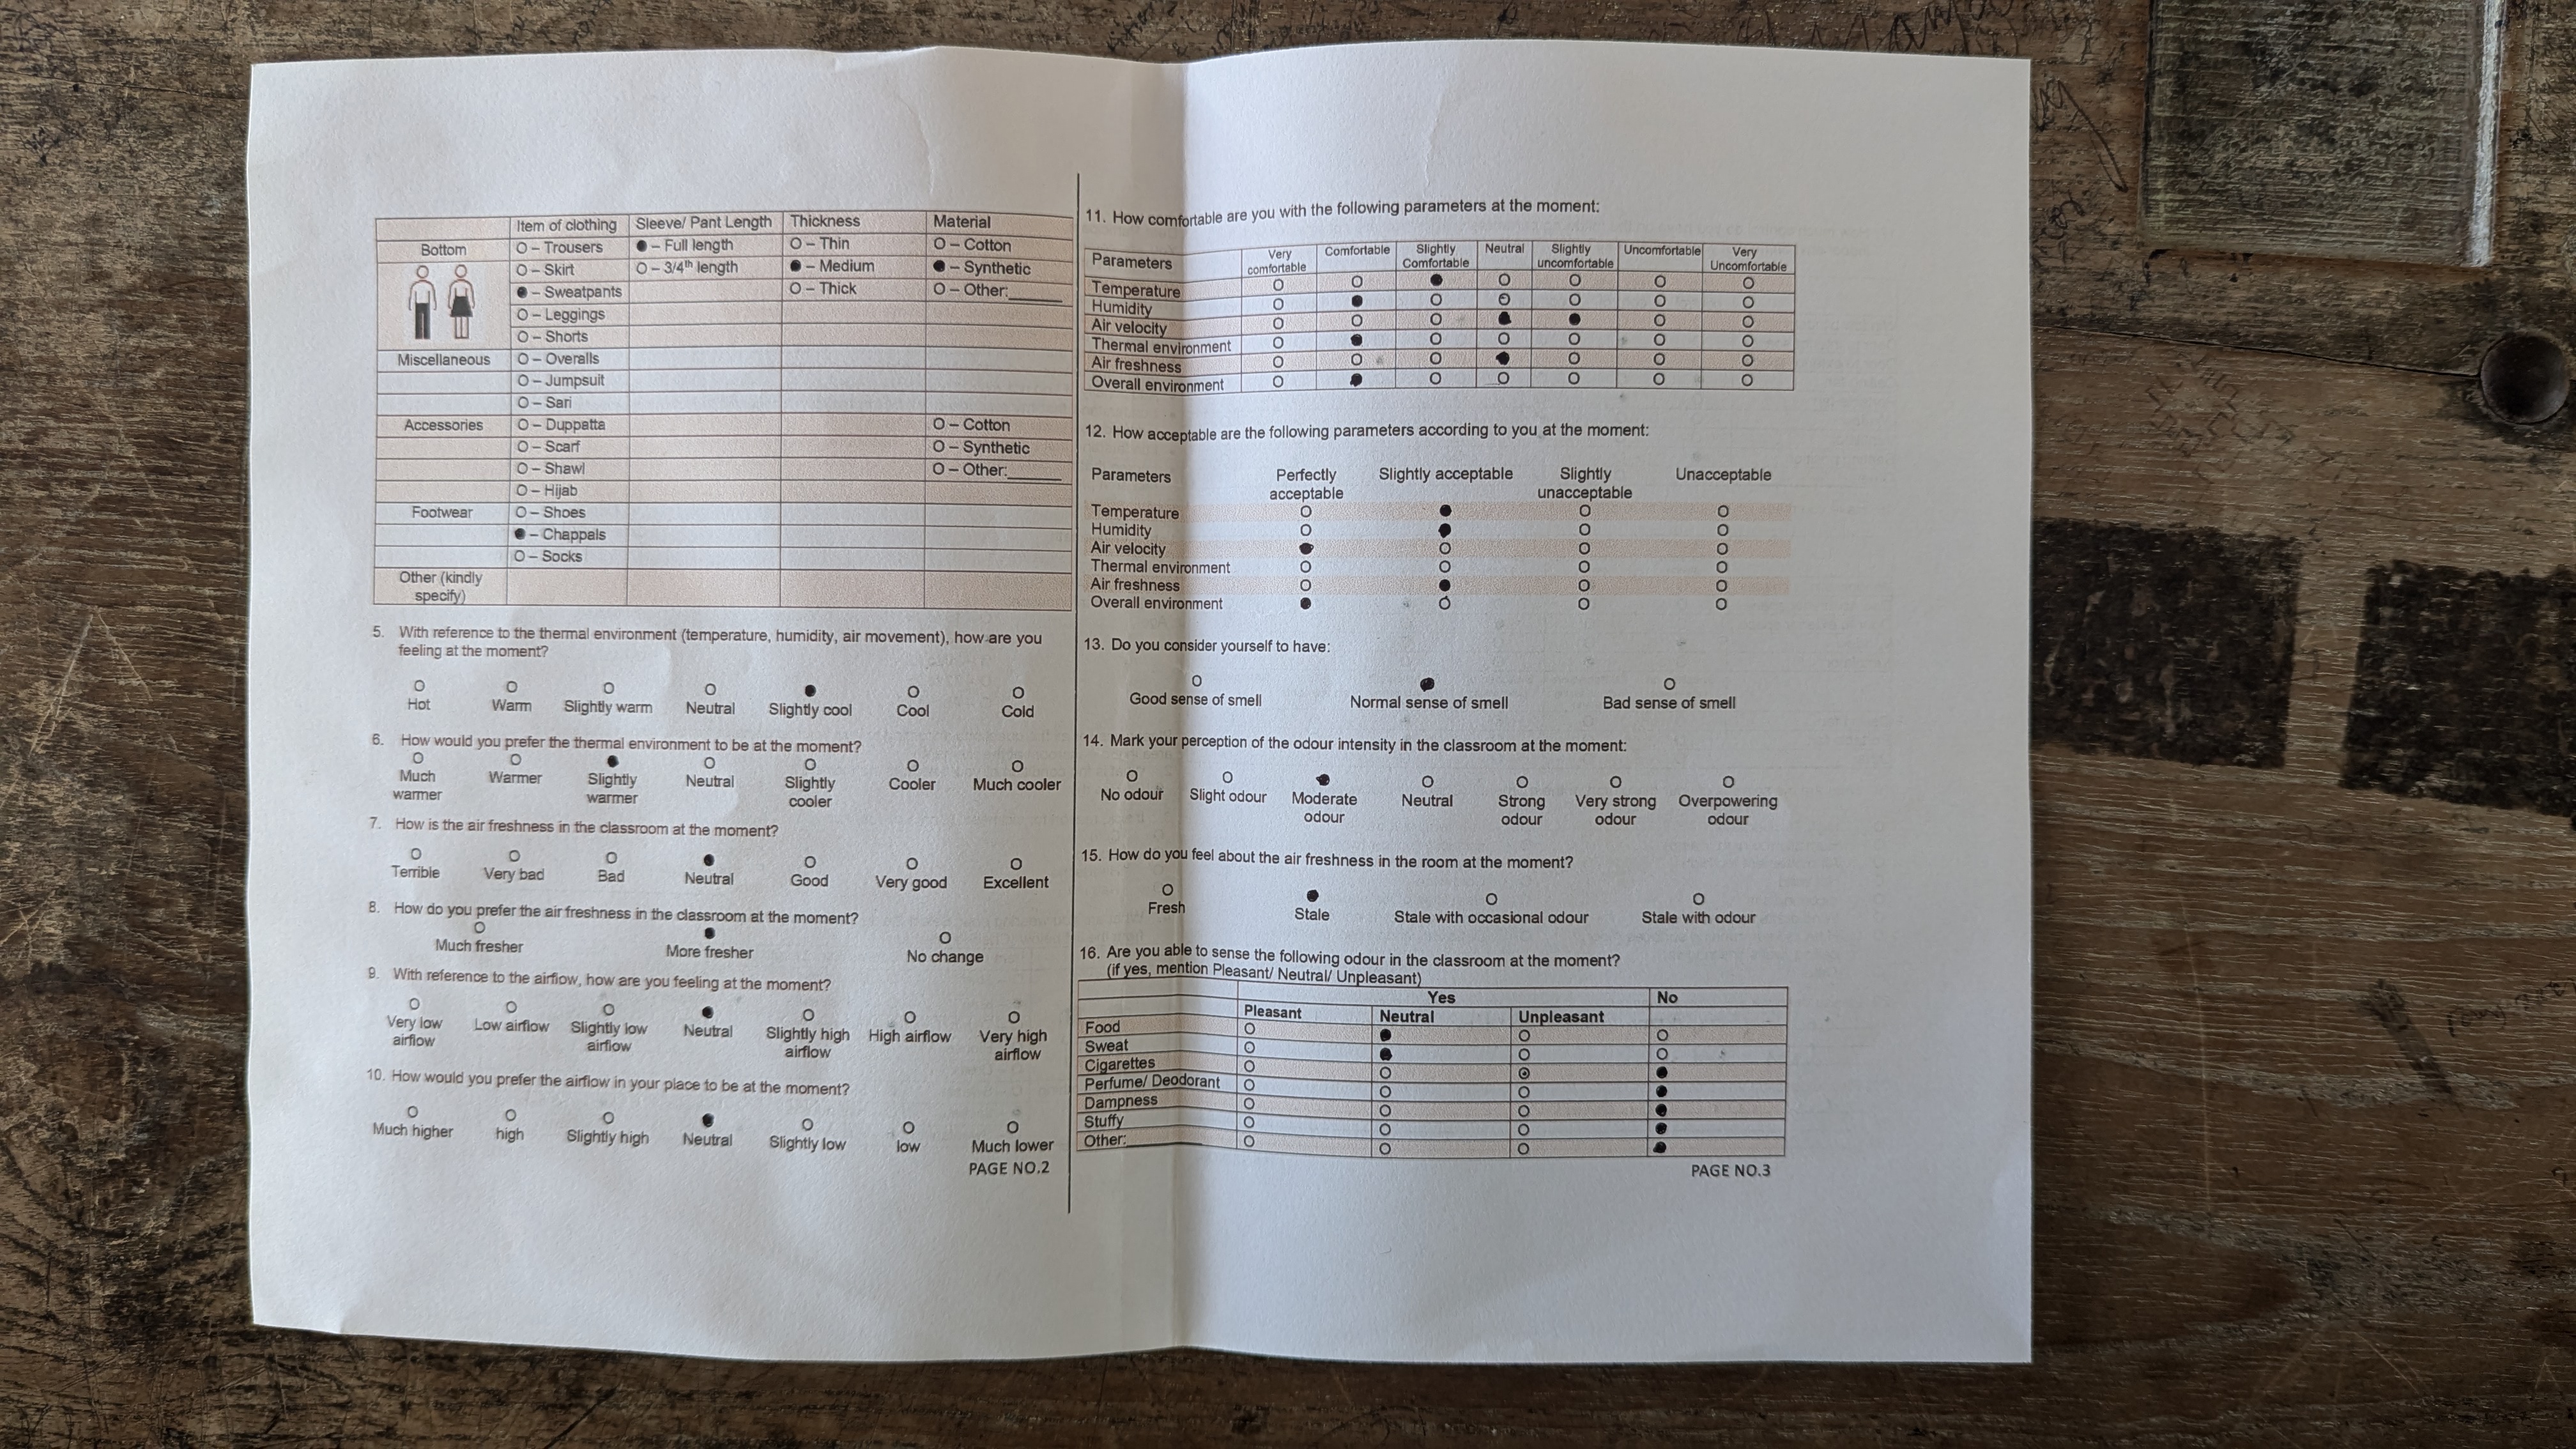 Item of clothing Sleeve/ Pant Length Thickness Material
Bottom O – Trousers ● – Full length O – Thin O – Cotton
O – Skirt O – 3/4th length ● – Medium ● – Synthetic
● – Sweatpants O – Thick O – Other:______
O – Leggings
O – Shorts
Miscellaneous O – Overalls
O – Jumpsuit
O – Sari
Accessories O – Duppatta O – Cotton
O – Scarf O – Synthetic
O – Shawl O – Other:______
O – Hijab
Footwear O – Shoes
● – Chappals
O – Socks
Other (kindly
specify)
5. With reference to the thermal environment (temperature, humidity, air movement), how are you
feeling at the moment?
O O O O ● O O
Hot Warm Slightly warm Neutral Slightly cool Cool Cold
6. How would you prefer the thermal environment to be at the moment?
O O ● O O O O
Much Warmer Slightly Neutral Slightly Cooler Much cooler
warmer warmer cooler
7. How is the air freshness in the classroom at the moment?
O O O ● O O O
Terrible Very bad Bad Neutral Good Very good Excellent
8. How do you prefer the air freshness in the classroom at the moment?
O ● O
Much fresher More fresher No change
9. With reference to the airflow, how are you feeling at the moment?
O O O ● O O O
Very low Low airflow Slightly low Neutral Slightly high High airflow Very high
airflow airflow airflow airflow
10. How would you prefer the airflow in your place to be at the moment?
O O O ● O O O
Much higher high Slightly high Neutral Slightly low low Much lower
PAGE NO.2
11. How comfortable are you with the following parameters at the moment:
Parameters Very Comfortable Slightly Neutral Slightly Uncomfortable Very
comfortable Comfortable uncomfortable Uncomfortable
Temperature O O ● O O O O
Humidity O ● O O O O O
Air velocity O O O ● ● O O
Thermal environment O ● O O O O O
Air freshness O O O ● O O O
Overall environment O ● O O O O O
12. How acceptable are the following parameters according to you at the moment:
Parameters Perfectly Slightly acceptable Slightly Unacceptable
acceptable unacceptable
Temperature O ● O O
Humidity O ● O O
Air velocity ● O O O
Thermal environment O O O O
Air freshness O ● O O
Overall environment ● O O O
13. Do you consider yourself to have:
O ● O
Good sense of smell Normal sense of smell Bad sense of smell
14. Mark your perception of the odour intensity in the classroom at the moment:
O O ● O O O O
No odour Slight odour Moderate Neutral Strong Very strong Overpowering
odour odour odour odour
15. How do you feel about the air freshness in the room at the moment?
O ● O O
Fresh Stale Stale with occasional odour Stale with odour
16. Are you able to sense the following odour in the classroom at the moment?
(if yes, mention Pleasant/ Neutral/ Unpleasant)
Yes No
Pleasant Neutral Unpleasant
Food O ● O O
Sweat O ● O O
Cigarettes O O ⊙ ●
Perfume/ Deodorant O O O ●
Dampness O O O ●
Stuffy O O O ●
Other:__________ O O O ●
PAGE NO.3